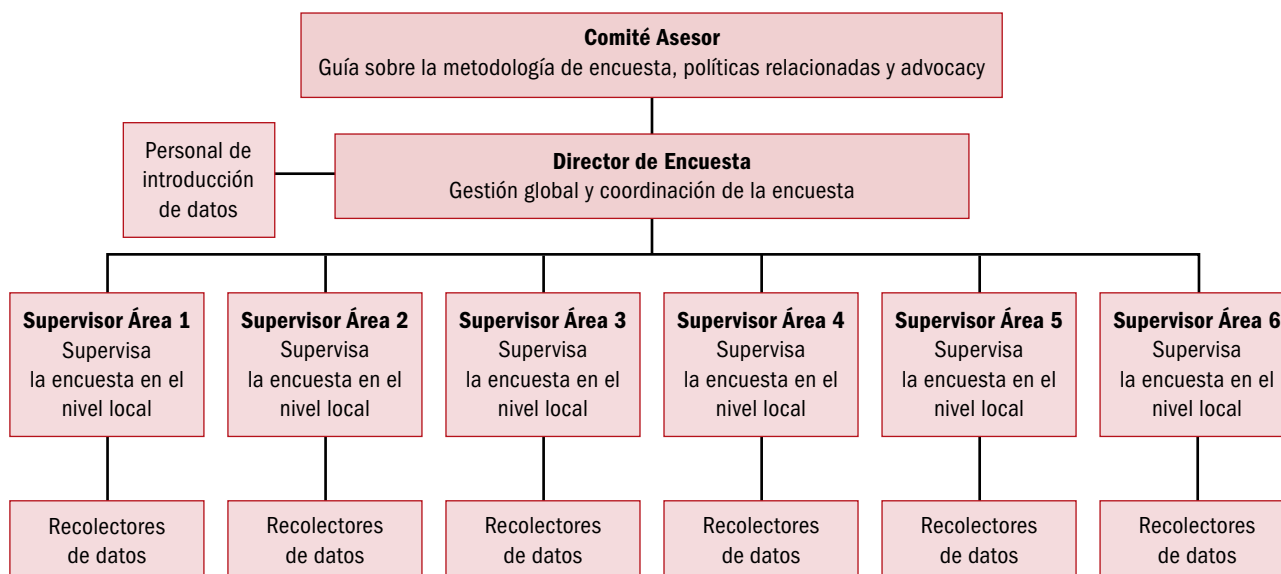 Comité Asesor
Guía sobre la metodología de encuesta, políticas relacionadas y advocacy
Personal de
introducción
de datos
Director de Encuesta
Gestión global y coordinación de la encuesta
Supervisor Área 1
Supervisa
la encuesta en el
nivel local
Supervisor Área 2
Supervisa
la encuesta en el
nivel local
Supervisor Área 3
Supervisa
la encuesta en el
nivel local
Supervisor Área 4
Supervisa
la encuesta en el
nivel local
Supervisor Área 5
Supervisa
la encuesta en el
nivel local
Supervisor Área 6
Supervisa
la encuesta en el
nivel local
Recolectores
de datos
Recolectores
de datos
Recolectores
de datos
Recolectores
de datos
Recolectores
de datos
Recolectores
de datos